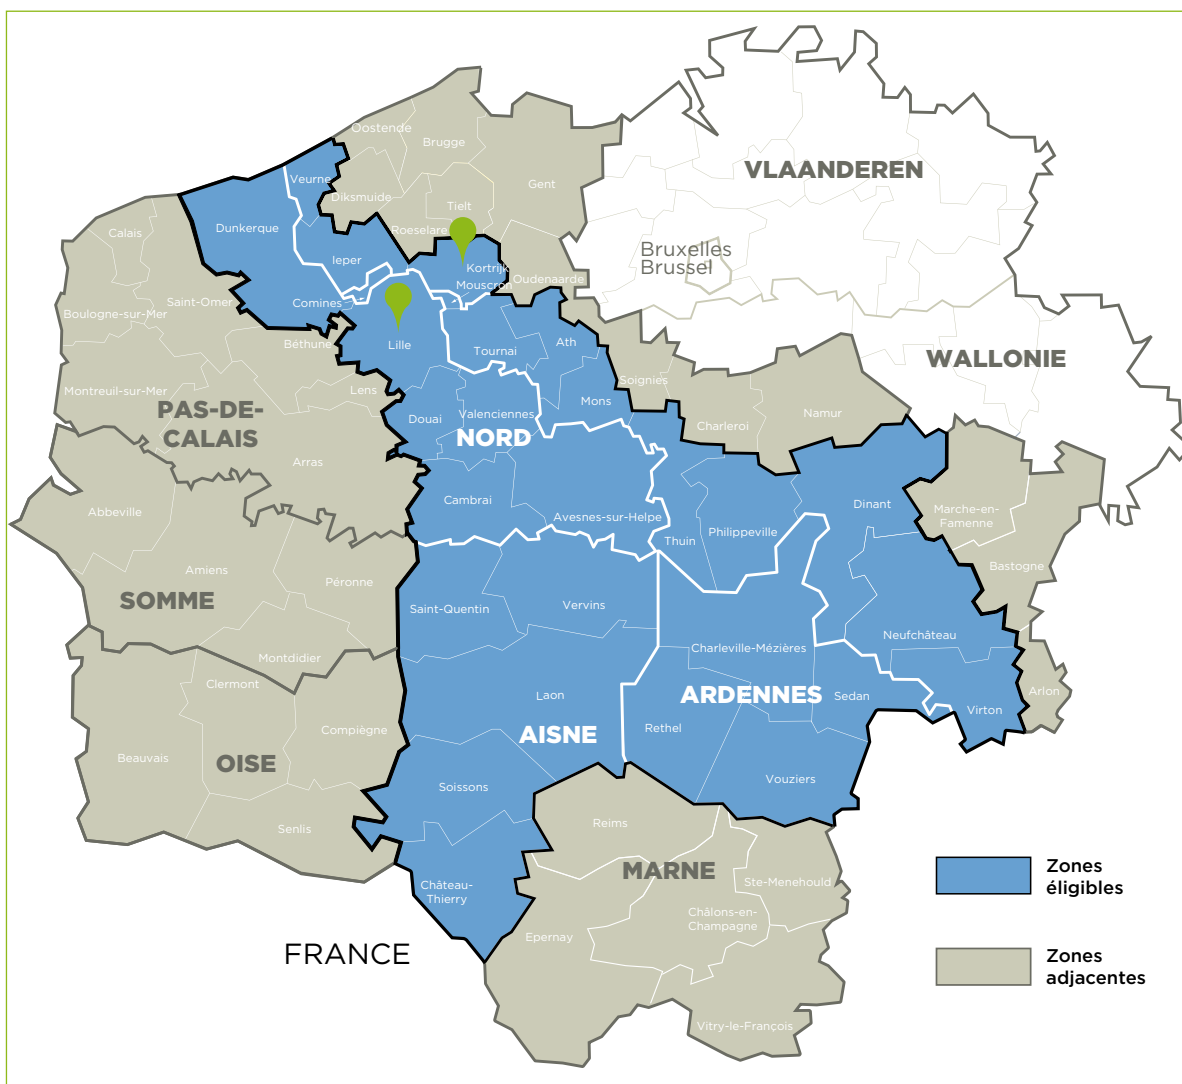 Oostende
Brugge
VLAANDEREN
Veurne
Gent
Diksmuide
Tielt
Calais
Dunkerque
Roeselare
Bruxelles
Brussel
Ieper
Kortrijk
Oudenaarde
Mouscron
Saint-Omer
Comines
Boulogne-sur-Mer
Béthune
Lille
Tournai
Ath
WALLONIE
Soignies
Montreuil-sur-Mer
Lens
Mons
PAS-DE-
CALAIS
Douai
Valenciennes
NORD
Charleroi
Namur
Arras
Abbeville
Cambrai
Avesnes-sur-Helpe
Dinant
Marche-en-
Famenne
Thuin
Philippeville
Amiens
Péronne
Bastogne
SOMME
Saint-Quentin
Vervins
Neufchâteau
Montdidier
Charleville-Mézières
Clermont
Laon
ARDENNES
Sedan
Arlon
Virton
Compiègne
Rethel
AISNE
Beauvais
OISE
Soissons
Vouziers
Senlis
Reims
MARNE
Château-
Thierry
Ste-Menehould
Châlons-en-
Champagne
Epernay
FRANCE
Vitry-le-François
Zones
éligibles
Zones
adjacentes